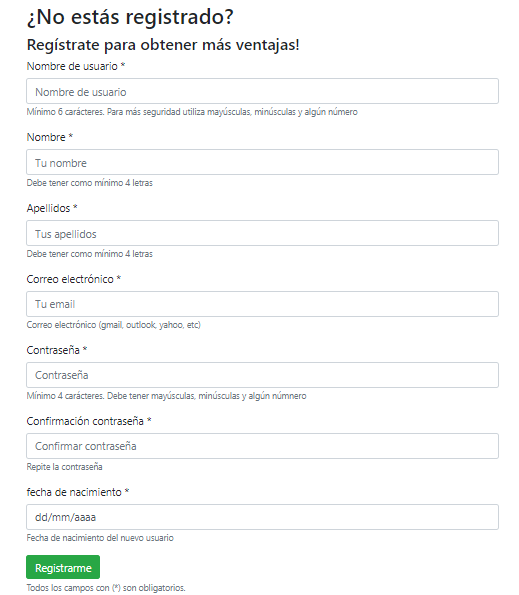 ¿No estás registrado?
Regístrate para obtener más ventajas!
Nombre de usuario *
Nombre de usuario
Mínimo 6 carácteres. Para más seguridad utiliza mayúsculas, minúsculas y algún número
Nombre *
Tu nombre
Debe tener como mínimo 4 letras
Apellidos *
Tus apellidos
Debe tener como mínimo 4 letras
Correo electrónico *
Tu email
Correo electrónico (gmail, outlook, yahoo, etc)
Contraseña *
Contraseña
Mínimo 4 carácteres. Debe tener mayúsculas, minúsculas y algún númnero
Confirmación contraseña *
Confirmar contraseña
Repite la contraseña
fecha de nacimiento *
dd/mm/aaaa
Fecha de nacimiento del nuevo usuario
Registrarme
Todos los campos con (*) son obligatorios.